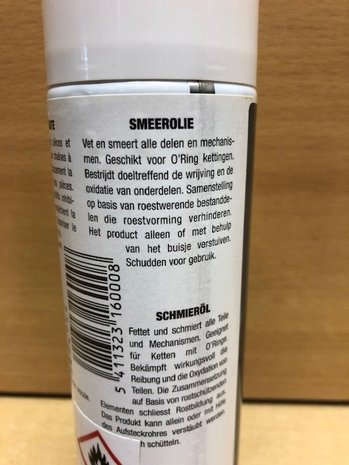 SMEEROLIE
Vet en smeert alle delen en mechanis-
men. Geschikt voor O'Ring kettingen.
Bestrijdt doeltreffend de wrijving en de
oxidatie van onderdelen. Samenstelling
op basis van roestwerende bestandde-
len die roestvorming verhinderen.
Het product alleen of met behulp
van het buisje verstuiven.
Schudden voor gebruik.
5 411323 160008
SCHMIERÖL
Fettet und schmiert alle Teile
und Mechanismen. Geeignet
für Ketten mit O'Ringe.
Bekämpft wirkungsvoll die
Reibung und die Oxydation von
Teilen. Die Zusammensetzung
auf Basis von rostschützenden
Elementen schliesst Rostbildung aus.
Das Produkt kann allein oder mit hilfe
des Aufsteckrohres verstäubt werden.
schütteln.